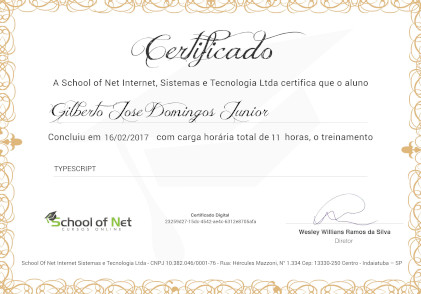 Certificado
A School of Net Internet, Sistemas e Tecnologia Ltda certifica que o aluno
Gilberto Jose Domingos Junior
Concluiu em 16/02/2017 com carga horária total de 11 horas, o treinamento
TYPESCRIPT
School of Net
CURSOS ONLINE
Certificado Digital
Wesley Willians Ramos da Silva
Diretor
School Of Net Internet Sistemas e Tecnologia Ltda - CNPJ 10.382.046/0001-76 - Rua: Hércules Mazzoni, Nº 1.334 Cep: 13330-250 Centro - Indaiatuba – SP